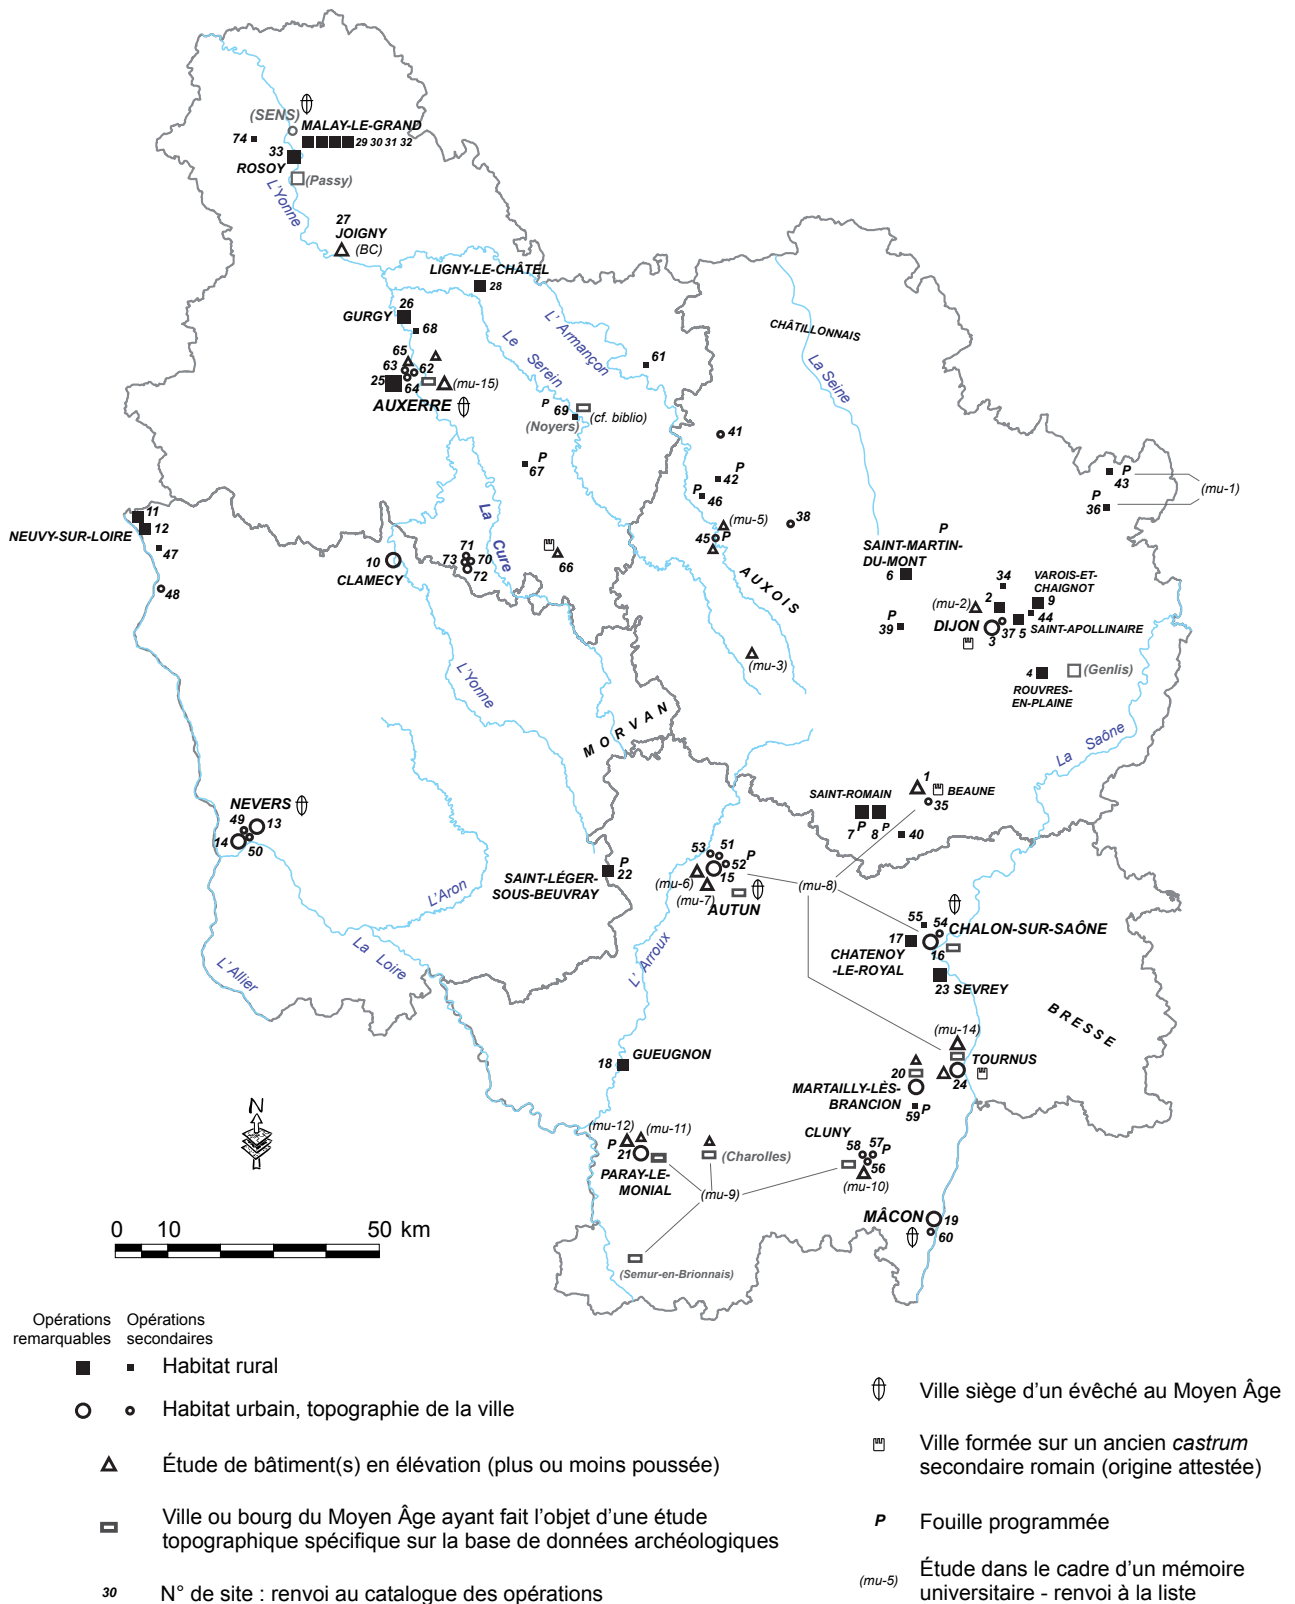 (SENS)
MALAY-LE-GRAND
74
29 30 31 32
33
ROSOY
(Passy)
L'Yonne
27
JOIGNY
(BC)
LIGNY-LE-CHÂTEL
28
26
GURGY
68
L' Armançon
Le Serein
CHÂTILLONNAIS
La Seine
61
65
63
62
25
64
(mu-15)
AUXERRE
P
69
(cf. biblio)
(Noyers)
41
P
67
P
42
P
46
P
43
(mu-1)
P
36
11
12
NEUVY-SUR-LOIRE
47
48
10
CLAMECY
La Cure
71
73
70
72
66
(mu-5)
45
P
38
AUXOIS
P
SAINT-MARTIN-
DU-MONT
6
34
VAROIS-ET-
CHAIGNOT
(mu-2)
2
9
44
DIJON
37
5
SAINT-APOLLINAIRE
3
P
39
(mu-3)
4
(Genlis)
ROUVRES-
EN-PLAINE
L'Yonne
MORVAN
La Saône
1
BEAUNE
SAINT-ROMAIN
35
7
P
8
P
40
NEVERS
49
13
14
50
53
51
52
P
15
(mu-6)
(mu-7)
AUTUN
(mu-8)
P
22
SAINT-LÉGER-
SOUS-BEUVRAY
L'Aron
55
54
CHALON-SUR-SAÔNE
17
16
CHATENOY
-LE-ROYAL
23
SEVREY
La Loire
L'Allier
L' Arroux
BRESSE
(mu-14)
TOURNUS
24
18
GUEUGNON
20
MARTAILLY-LÈS-
BRANCION
59
P
N
(mu-12)
(mu-11)
P
21
PARAY-LE-
MONIAL
(Charolles)
(mu-9)
CLUNY
58
57
P
56
(mu-10)
MÂCON
19
60
(Semur-en-Brionnais)
0 10 50 km
Opérations
remarquables
Opérations
secondaires
Habitat rural
Habitat urbain, topographie de la ville
Étude de bâtiment(s) en élévation (plus ou moins poussée)
Ville ou bourg du Moyen Âge ayant fait l'objet d'une étude
topographique spécifique sur la base de données archéologiques
30 N° de site : renvoi au catalogue des opérations
Ville siège d'un évêché au Moyen Âge
Ville formée sur un ancien castrum
secondaire romain (origine attestée)
P Fouille programmée
(mu-5) Étude dans le cadre d'un mémoire
universitaire - renvoi à la liste